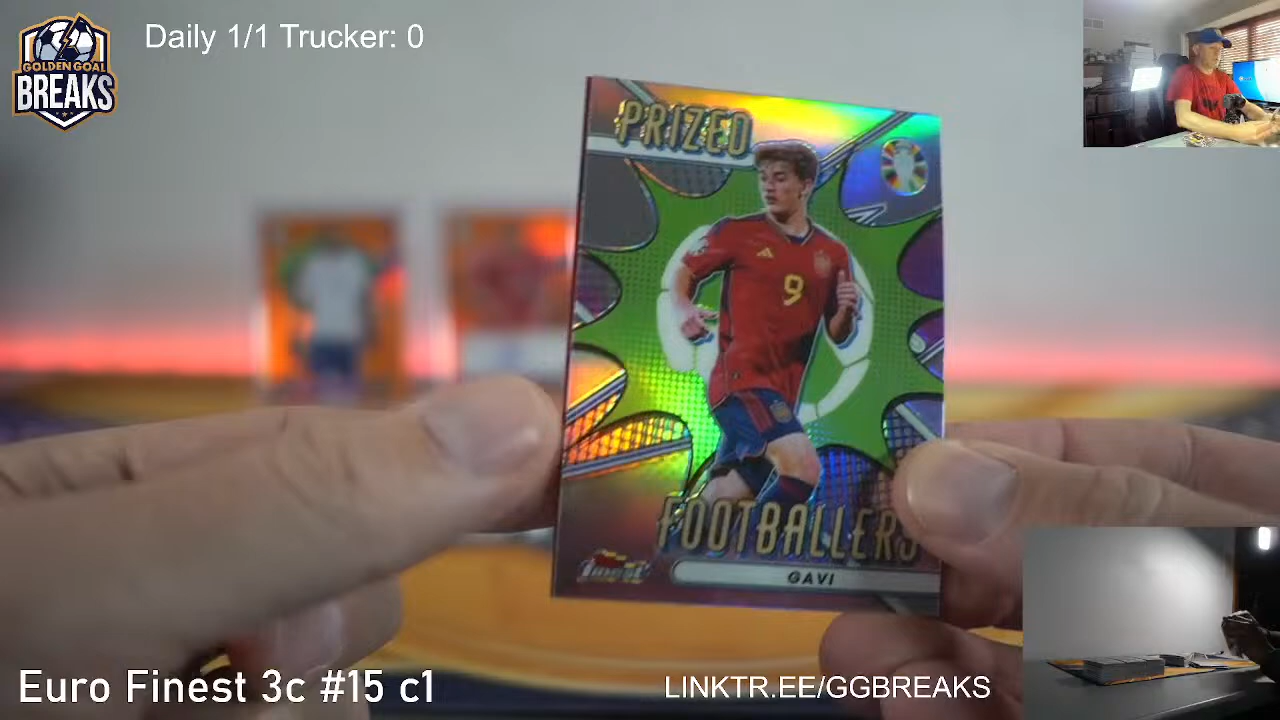 Daily 1/1 Trucker: 0
GOLDEN GOAL
BREAKS
PRIZED
9
FOOTBALLERS
finest
GAVI
Euro Finest 3c #15 c1
LINKTR.EE/GGBREAKS